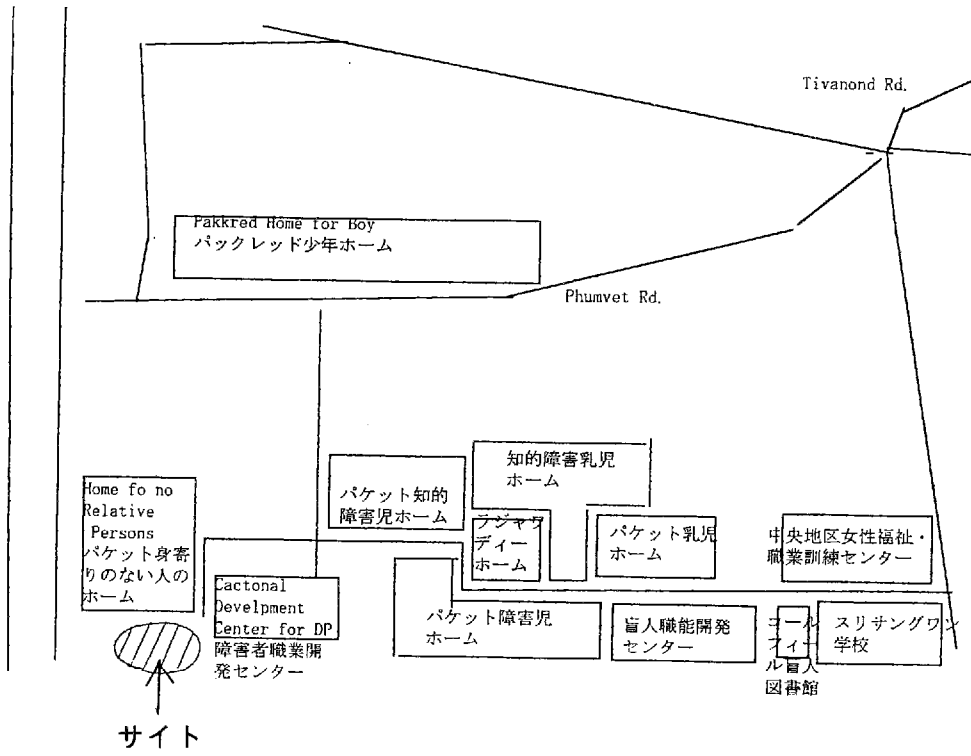 Tivanond Rd.
Pakkred Home for Boy
パックレッド少年ホーム
Phumvet Rd.
知的障害乳児
ホーム
パケット知的
障害児ホーム
ラジャワ
ディー
ホーム
パケット乳児
ホーム
中央地区女性福祉・
職業訓練センター
Home fo no
Relative
Persons
パケット身寄
りのない人の
ホーム
Cactonal
Develpment
Center for DP
障害者職業開
発センター
パケット障害児
ホーム
盲人職能開発
センター
コール
フィー
ル盲人
図書館
スリサングワン
学校
サイト